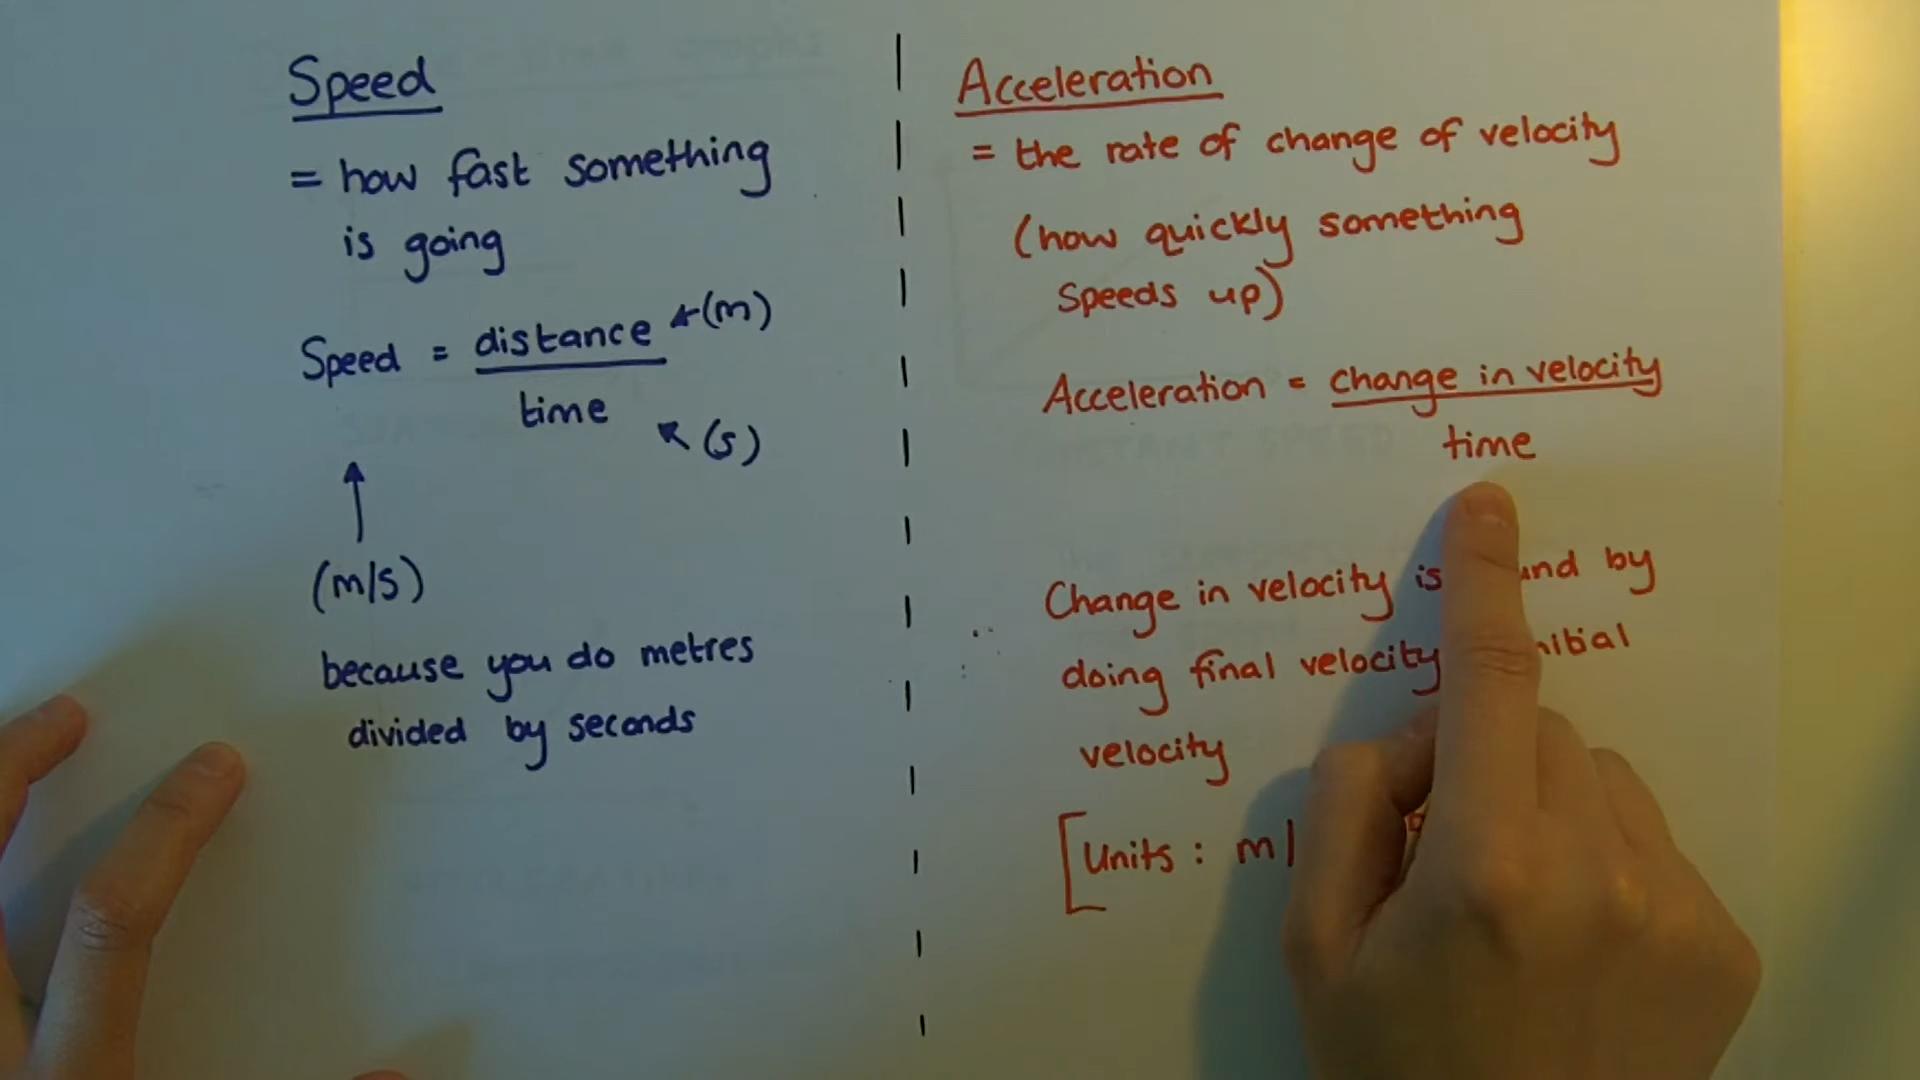 Speed
= how fast something
is going
Speed = distance ←(m)
time ↖(s)
↑
(m/s)
because you do metres
divided by seconds
Acceleration
= the rate of change of velocity
(how quickly something
speeds up)
Acceleration = change in velocity
time
Change in velocity is by
doing final velocity
velocity
[Units: m/